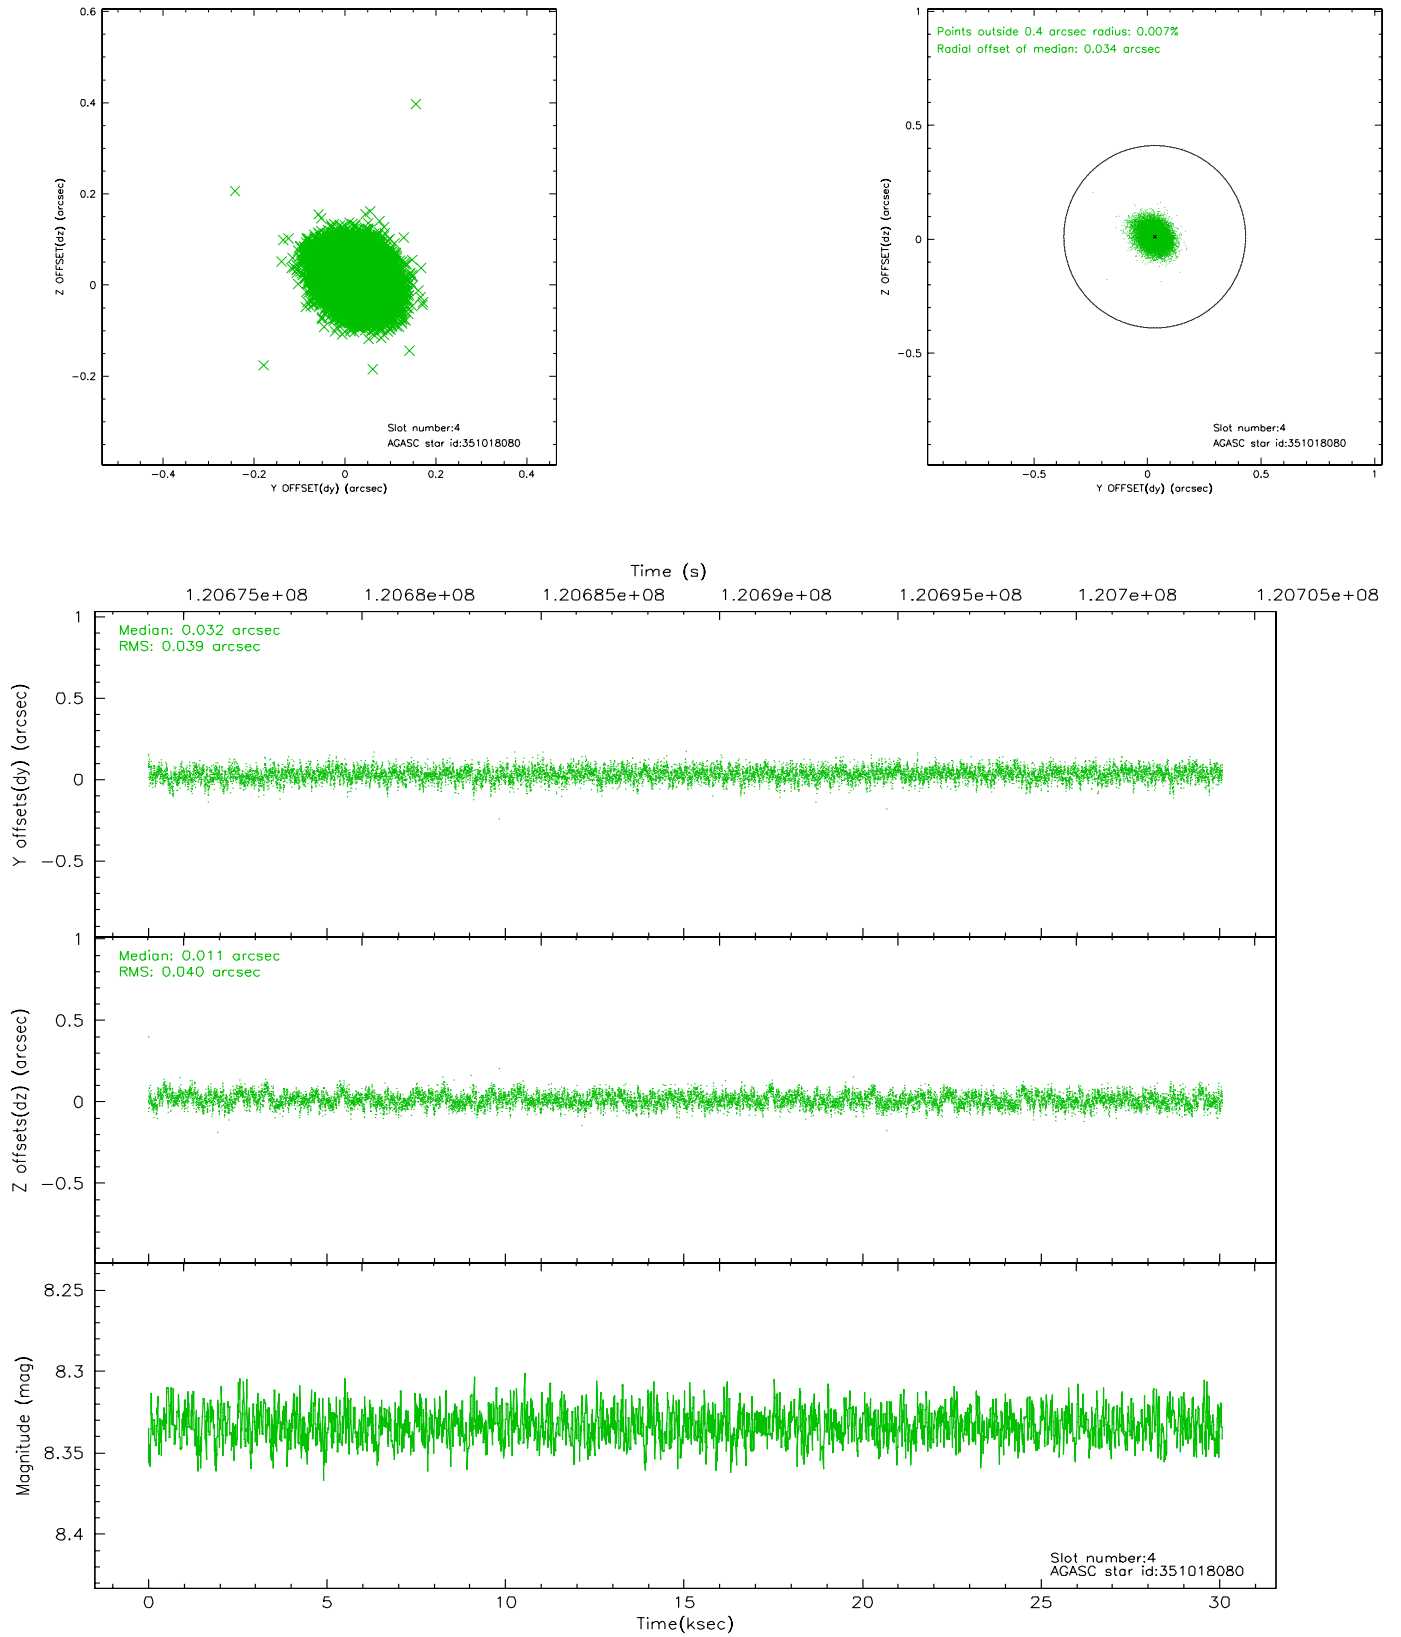 0.6
0.4
0.2
0
−0.2
Z OFFSET(dz) (arcsec)
Slot number:4
AGASC star id:351018080
−0.4 −0.2 0 0.2 0.4
Y OFFSET(dy) (arcsec)
1
0.5
0
−0.5
Z OFFSET(dz) (arcsec)
Points outside 0.4 arcsec radius: 0.007%
Radial offset of median: 0.034 arcsec
Slot number:4
AGASC star id:351018080
−0.5 0 0.5 1
Y OFFSET(dy) (arcsec)
Time (s)
1.20675e+08 1.2068e+08 1.20685e+08 1.2069e+08 1.20695e+08 1.207e+08 1.20705e+08
Median: 0.032 arcsec
RMS: 0.039 arcsec
1
0.5
0
−0.5
Y offsets(dy) (arcsec)
Median: 0.011 arcsec
RMS: 0.040 arcsec
1
0.5
0
−0.5
Z offsets(dz) (arcsec)
8.25
8.3
8.35
8.4
Magnitude (mag)
Slot number:4
AGASC star id:351018080
0 5 10 15 20 25 30
Time(ksec)